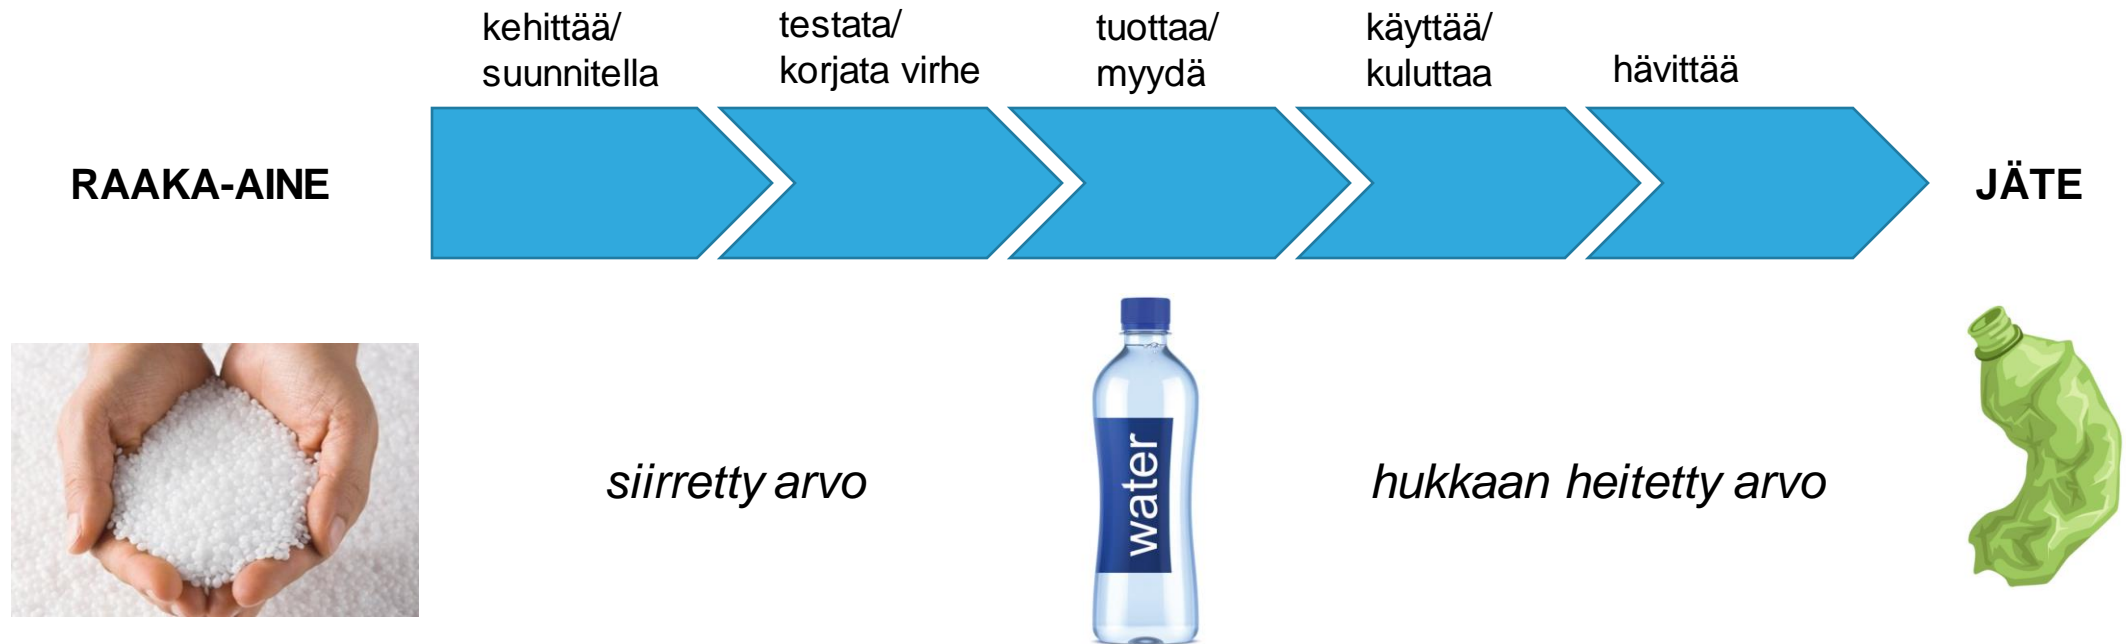 kehittää/
suunnitella
testata/
korjata virhe
tuottaa/
myydä
käyttää/
kuluttaa
hävittää
RAAKA-AINE
JÄTE
siirretty arvo
water
hukkaan heitetty arvo